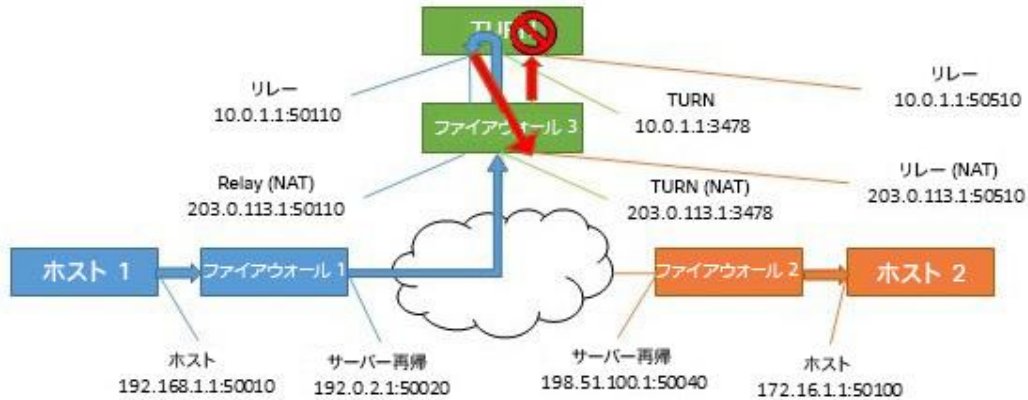 リレー
10.0.1.1:50110
TURN
10.0.1.1:3478
リレー
10.0.1.1:50510
ファイアウォール 3
Relay (NAT)
203.0.113.1:50110
TURN (NAT)
203.0.113.1:3478
リレー (NAT)
203.0.113.1:50510
ホスト 1
ファイアウオール 1
ファイアウオール 2
ホスト 2
ホスト
192.168.1.1:50010
サーバー再帰
192.0.2.1:50020
サーバー再帰
198.51.100.1:50040
ホスト
172.16.1.1:50100